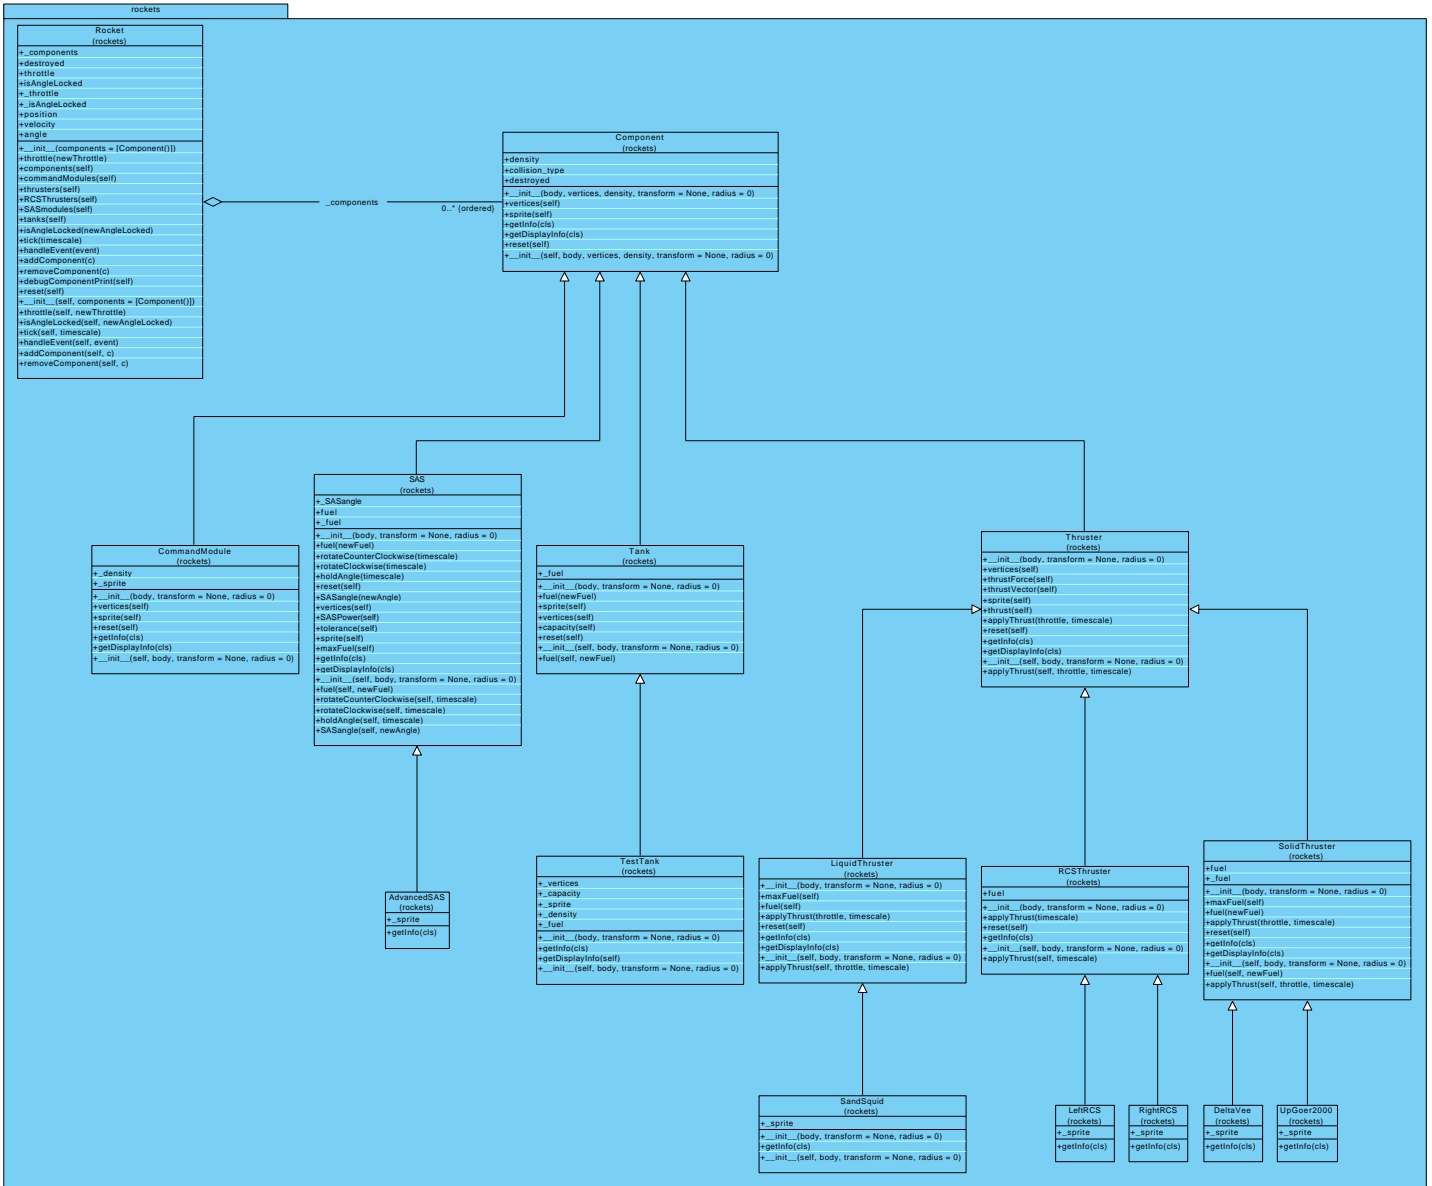 rockets
Rocket
(rockets)
+_components
+destroyed
+throttle
+isAngleLocked
+_throttle
+_isAngleLocked
+position
+velocity
+angle
+__init__(components = [Component()])
+throttle(newThrottle)
+components(self)
+commandModules(self)
+thrusters(self)
+RCSThrusters(self)
+SASmodules(self)
+tanks(self)
+isAngleLocked(newAngleLocked)
+tick(timescale)
+handleEvent(event)
+addComponent(c)
+removeComponent(c)
+debugComponentPrint(self)
+reset(self)
+__init__(self, components = [Component()])
+throttle(self, newThrottle)
+isAngleLocked(self, newAngleLocked)
+tick(self, timescale)
+handleEvent(self, event)
+addComponent(self, c)
+removeComponent(self, c)
_components
0..* {ordered}
Component
(rockets)
+density
+collision_type
+destroyed
+__init__(body, vertices, density, transform = None, radius = 0)
+vertices(self)
+sprite(self)
+getInfo(cls)
+getDisplayInfo(cls)
+reset(self)
+__init__(self, body, vertices, density, transform = None, radius = 0)
CommandModule
(rockets)
+_density
+_sprite
+__init__(body, transform = None, radius = 0)
+vertices(self)
+sprite(self)
+reset(self)
+getInfo(cls)
+getDisplayInfo(cls)
+__init__(self, body, transform = None, radius = 0)
SAS
(rockets)
+_SASangle
+fuel
+_fuel
+__init__(body, transform = None, radius = 0)
+fuel(newFuel)
+rotateCounterClockwise(timescale)
+rotateClockwise(timescale)
+holdAngle(timescale)
+reset(self)
+SASangle(newAngle)
+vertices(self)
+SASPower(self)
+tolerance(self)
+sprite(self)
+maxFuel(self)
+getInfo(cls)
+getDisplayInfo(cls)
+__init__(self, body, transform = None, radius = 0)
+fuel(self, newFuel)
+rotateCounterClockwise(self, timescale)
+rotateClockwise(self, timescale)
+holdAngle(self, timescale)
+SASangle(self, newAngle)
Tank
(rockets)
+_fuel
+__init__(body, transform = None, radius = 0)
+fuel(newFuel)
+sprite(self)
+vertices(self)
+capacity(self)
+reset(self)
+__init__(self, body, transform = None, radius = 0)
+fuel(self, newFuel)
Thruster
(rockets)
+__init__(body, transform = None, radius = 0)
+vertices(self)
+thrustForce(self)
+thrustVector(self)
+sprite(self)
+thrust(self)
+applyThrust(throttle, timescale)
+reset(self)
+getInfo(cls)
+getDisplayInfo(cls)
+__init__(self, body, transform = None, radius = 0)
+applyThrust(self, throttle, timescale)
AdvancedSAS
(rockets)
+_sprite
+getInfo(cls)
TestTank
(rockets)
+_vertices
+_capacity
+_sprite
+_density
+_fuel
+__init__(body, transform = None, radius = 0)
+getInfo(cls)
+getDisplayInfo(self)
+__init__(self, body, transform = None, radius = 0)
LiquidThruster
(rockets)
+__init__(body, transform = None, radius = 0)
+maxFuel(self)
+fuel(self)
+applyThrust(throttle, timescale)
+reset(self)
+getInfo(cls)
+getDisplayInfo(cls)
+__init__(self, body, transform = None, radius = 0)
+applyThrust(self, throttle, timescale)
RCSThruster
(rockets)
+fuel
+__init__(body, transform = None, radius = 0)
+applyThrust(timescale)
+reset(self)
+getInfo(cls)
+__init__(self, body, transform = None, radius = 0)
+applyThrust(self, timescale)
SolidThruster
(rockets)
+fuel
+_fuel
+__init__(body, transform = None, radius = 0)
+maxFuel(self)
+fuel(newFuel)
+applyThrust(throttle, timescale)
+reset(self)
+getInfo(cls)
+getDisplayInfo(cls)
+__init__(self, body, transform = None, radius = 0)
+fuel(self, newFuel)
+applyThrust(self, throttle, timescale)
SandSquid
(rockets)
+_sprite
+__init__(body, transform = None, radius = 0)
+getInfo(cls)
+__init__(self, body, transform = None, radius = 0)
LeftRCS
(rockets)
+_sprite
+getInfo(cls)
RightRCS
(rockets)
+_sprite
+getInfo(cls)
DeltaVee
(rockets)
+_sprite
+getInfo(cls)
UpGoer2000
(rockets)
+_sprite
+getInfo(cls)